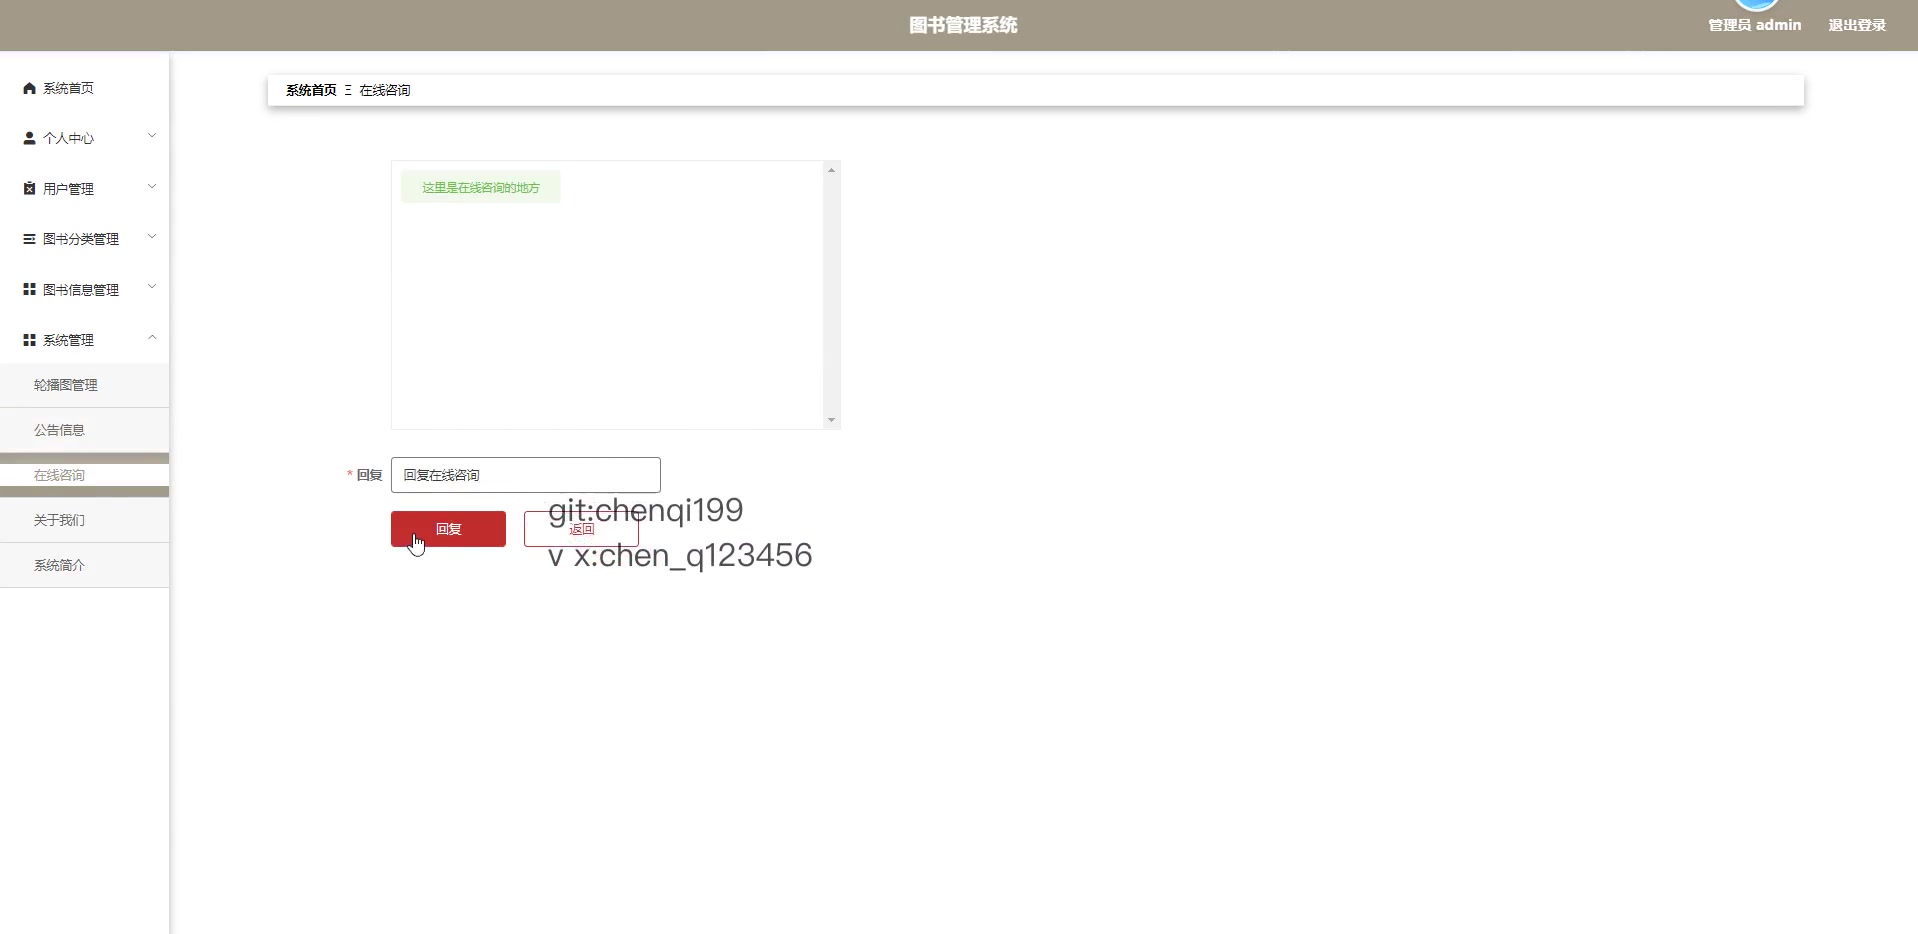 图书管理系统
管理员 admin
退出登录
系统首页
个人中心
用户管理
图书分类管理
图书信息管理
系统管理
轮播图管理
公告信息
在线咨询
关于我们
系统简介
系统首页 Ξ 在线咨询
这里是在线咨询的地方
* 回复 回复在线咨询
回复
返回
git:chenqi199
v x:chen_q123456